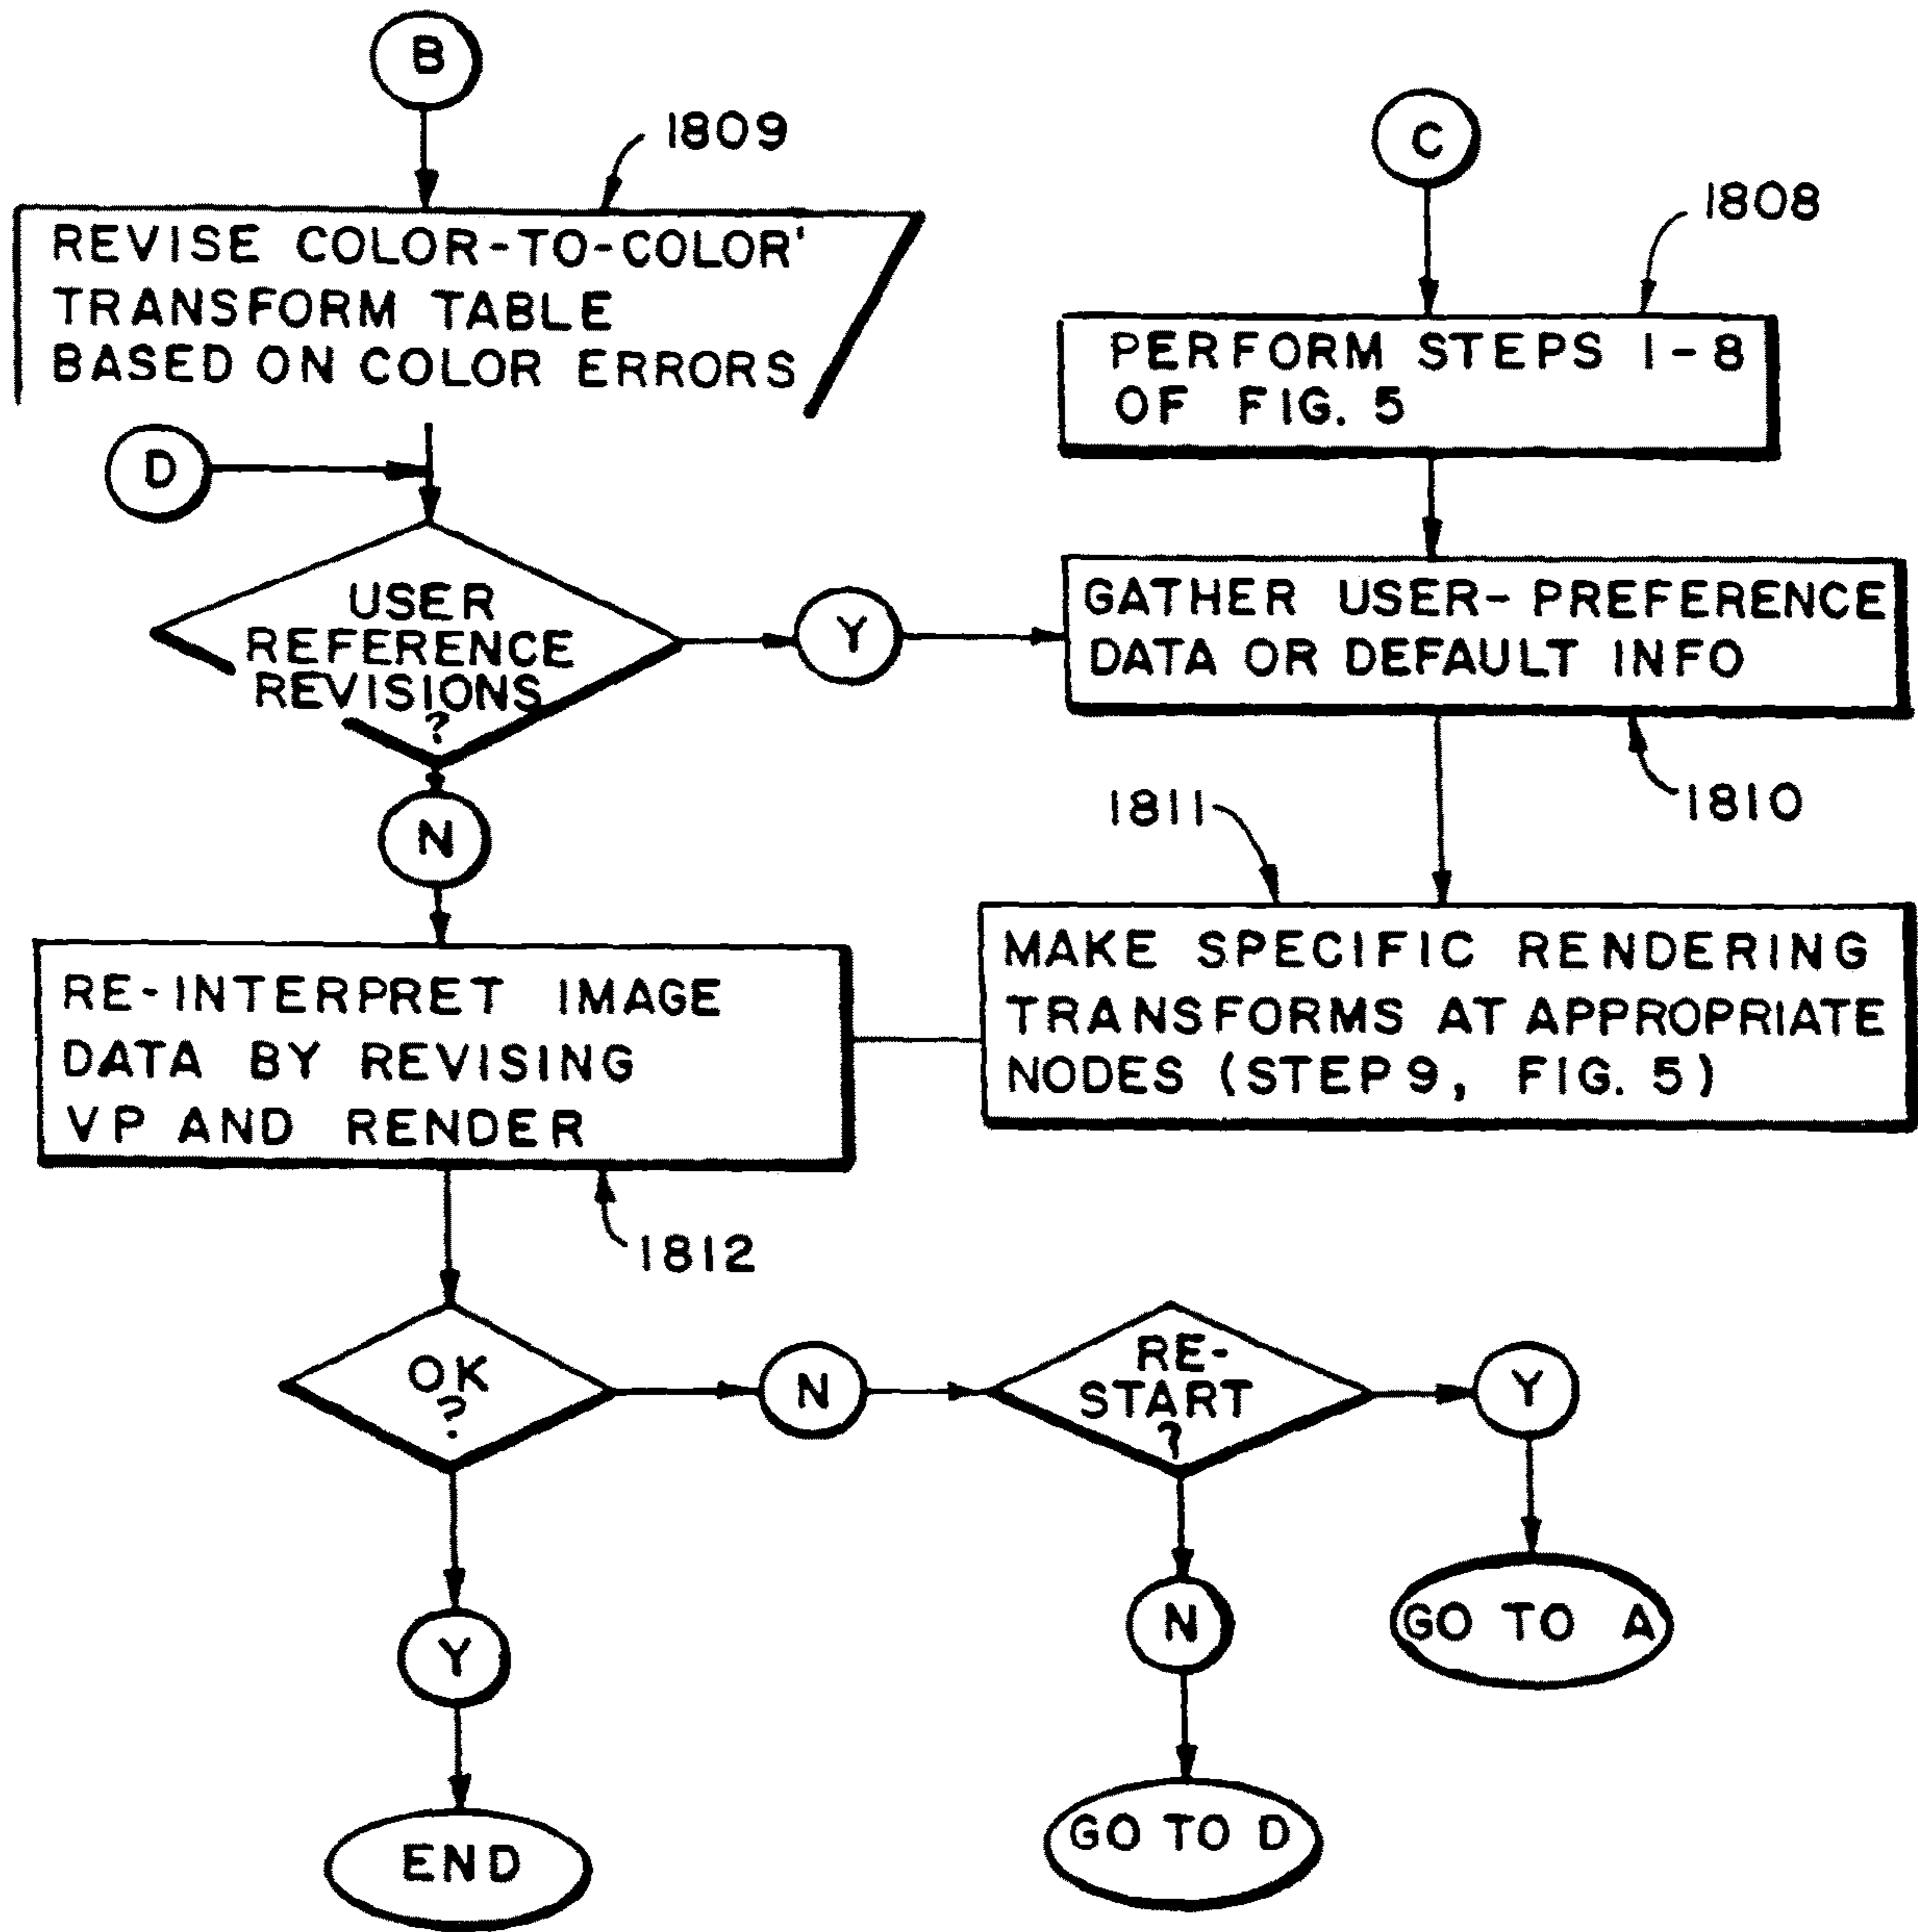 B
1809
REVISE COLOR-TO-COLOR'
TRANSFORM TABLE
BASED ON COLOR ERRORS
C
1808
PERFORM STEPS 1-8
OF FIG. 5
D
USER
REFERENCE
REVISIONS
?
Y
GATHER USER-PREFERENCE
DATA OR DEFAULT INFO
1810
N
1811
MAKE SPECIFIC RENDERING
TRANSFORMS AT APPROPRIATE
NODES (STEP 9, FIG. 5)
RE-INTERPRET IMAGE
DATA BY REVISING
VP AND RENDER
1812
OK
?
N
RE-
START
?
Y
GO TO A
N
GO TO D
Y
END